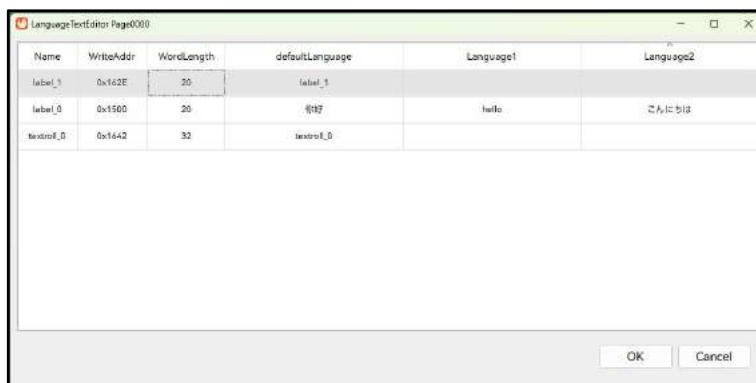 LanguageTextEditor Page0000
Name WriteAddr WordLength defaultLanguage Language1 Language2
label_1 0x162E 20 label_1
label_0 0x1500 20 你好 hello こんにちは
textroll_0 0x1642 32 textroll_0
OK Cancel